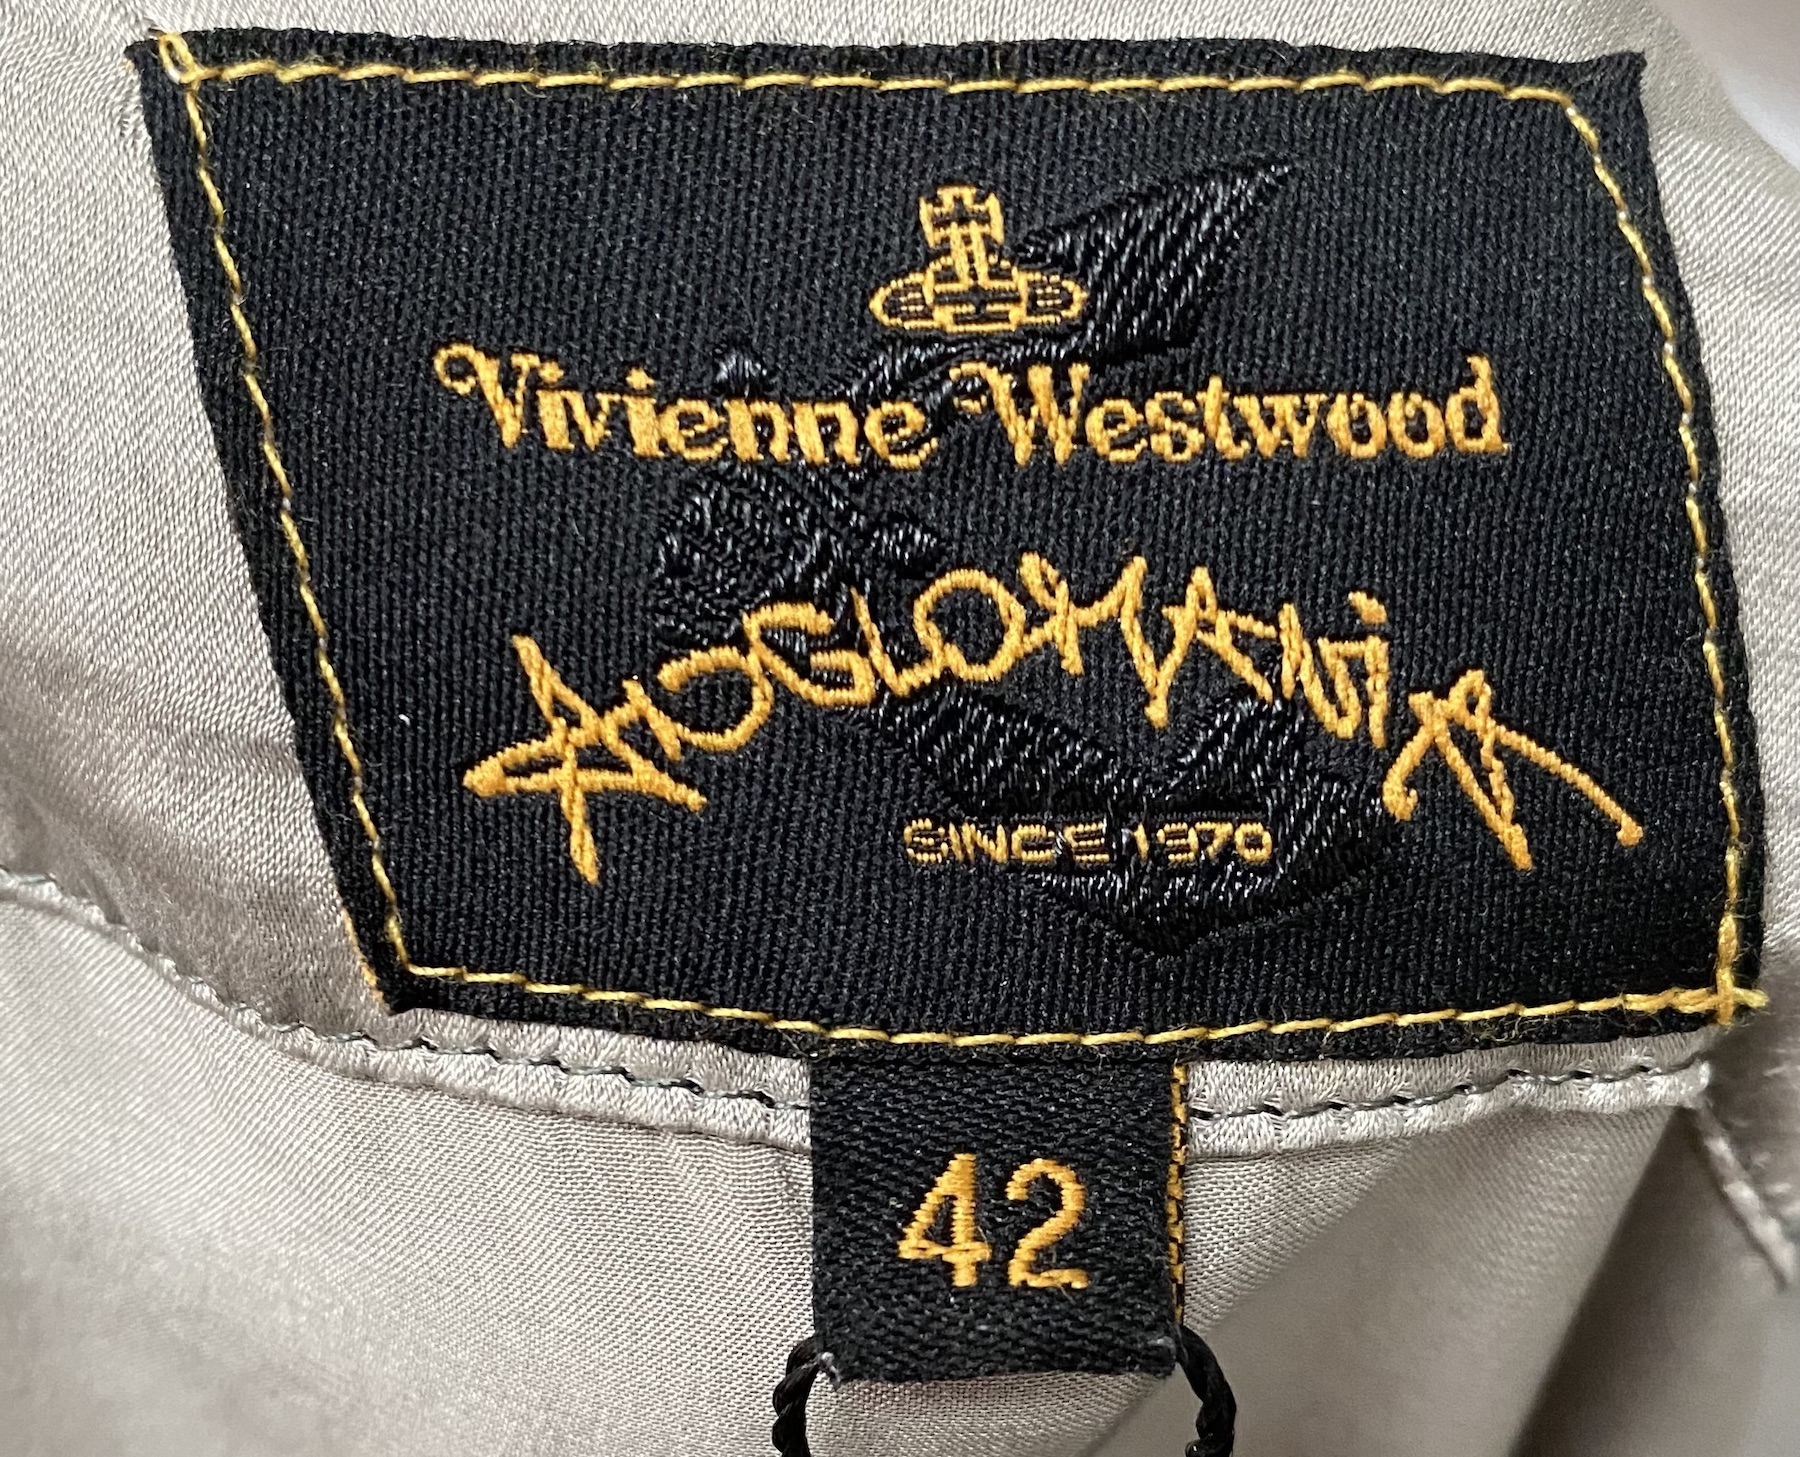 Vivienne Westwood
ANGLOMANIA
SINCE 1970
42